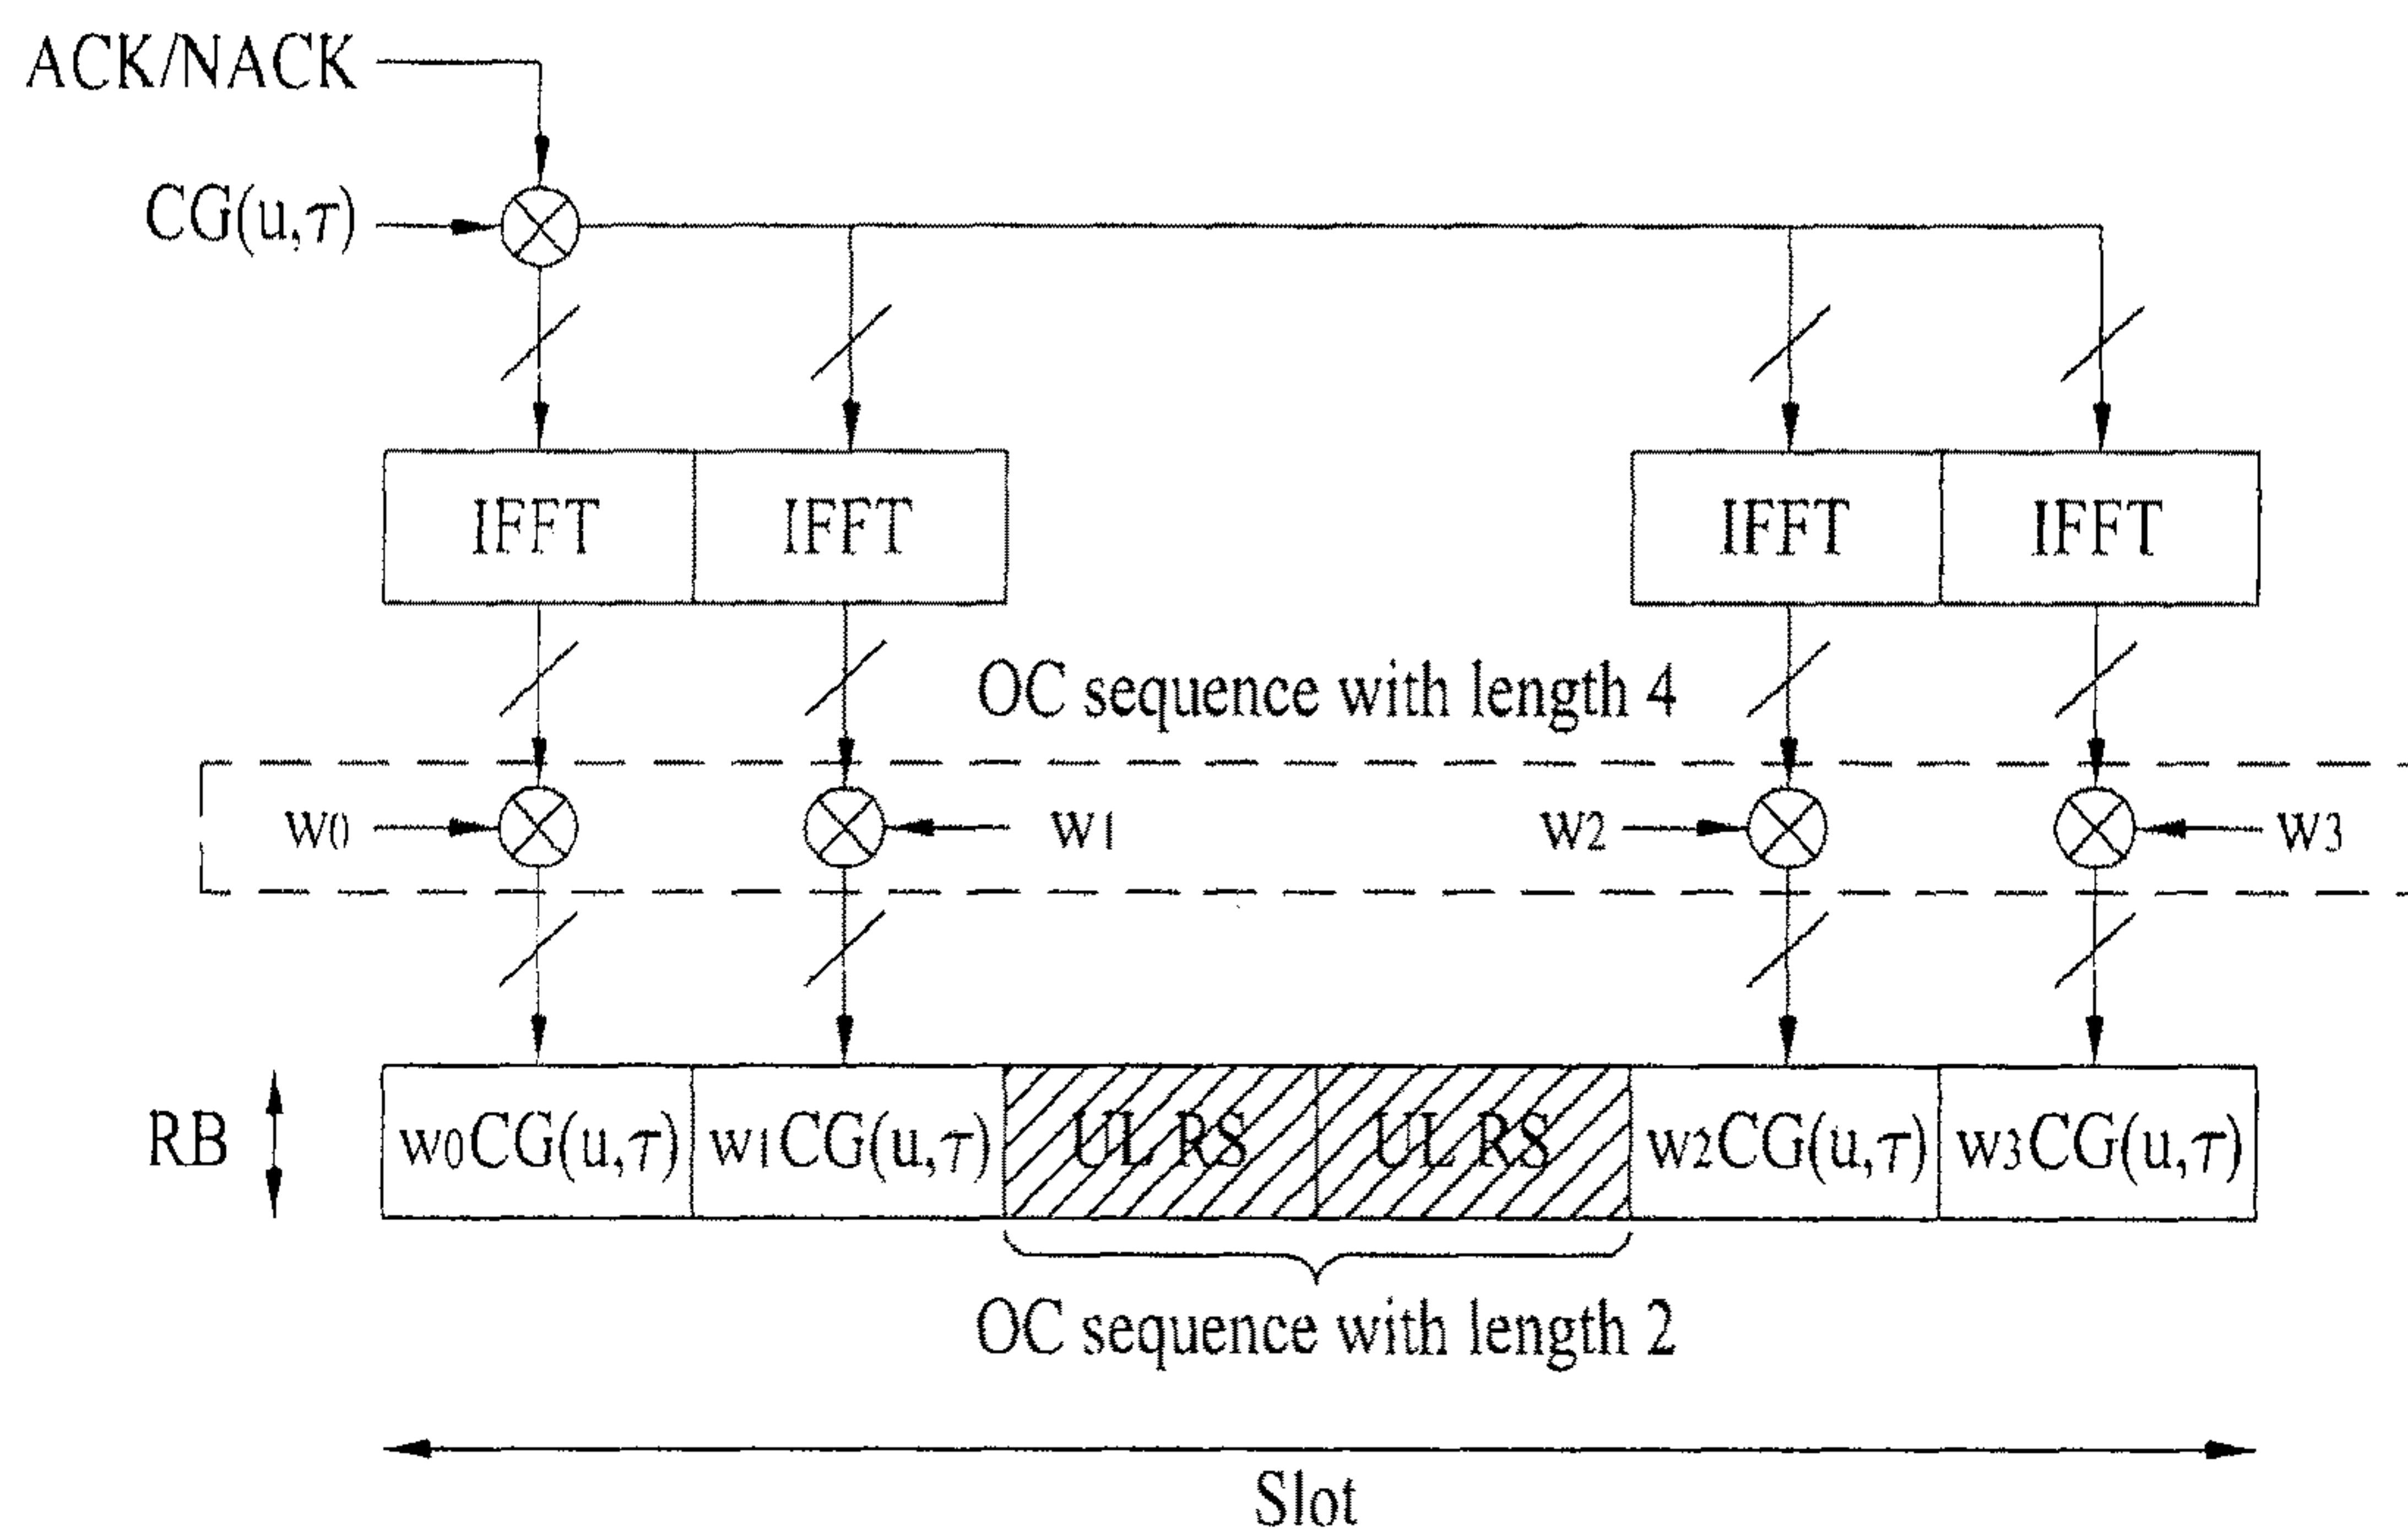 ACK/NACK
CG(u,τ)
IFFT IFFT IFFT IFFT
OC sequence with length 4
w0 w1 w2 w3
RB w0CG(u,τ) w1CG(u,τ) UL RS UL RS w2CG(u,τ) w3CG(u,τ)
OC sequence with length 2
Slot